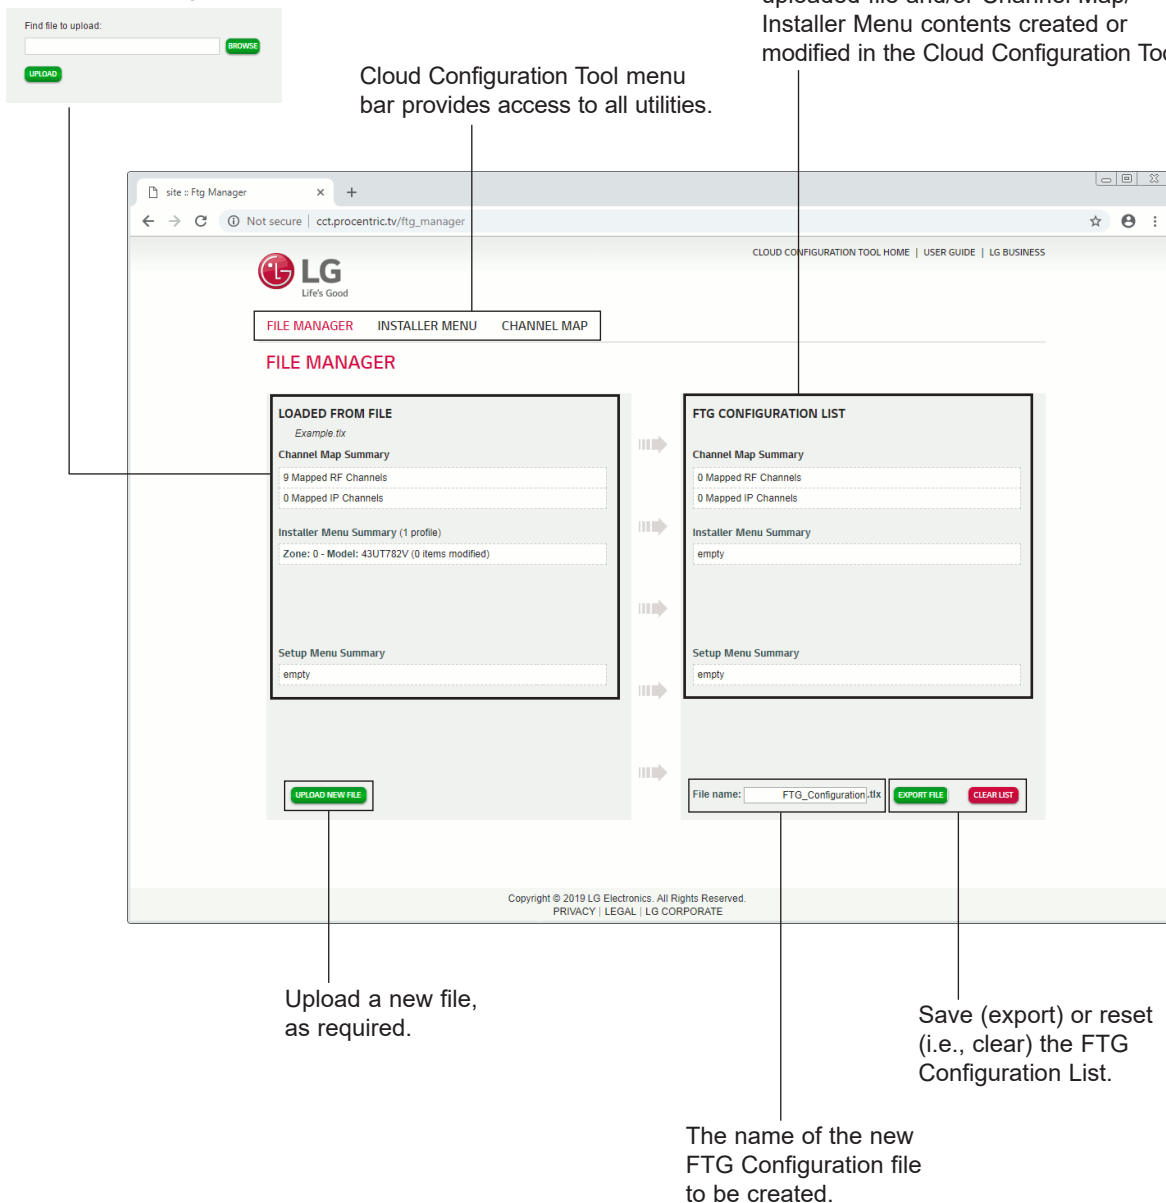 uploaded file and/or Channel Map/
Installer Menu contents created or
modified in the Cloud Configuration
Find file to upload:
BROWSE
UPLOAD
Cloud Configuration Tool menu
bar provides access to all utilities.
site :: Ftg Manager
Not secure | cct.procentric.tv/ftg_manager
CLOUD CONFIGURATION TOOL HOME | USER GUIDE | LG BUSINESS
LG
Life's Good
FILE MANAGER INSTALLER MENU CHANNEL MAP
FILE MANAGER
LOADED FROM FILE
Example.tlx
Channel Map Summary
9 Mapped RF Channels
0 Mapped IP Channels
Installer Menu Summary (1 profile)
Zone: 0 - Model: 43UT782V (0 items modified)
Setup Menu Summary
empty
UPLOAD NEW FILE
FTG CONFIGURATION LIST
Channel Map Summary
0 Mapped RF Channels
0 Mapped IP Channels
Installer Menu Summary
empty
Setup Menu Summary
empty
File name: FTG_Configuration .tlx EXPORT FILE CLEAR LIST
Copyright © 2019 LG Electronics. All Rights Reserved.
PRIVACY | LEGAL | LG CORPORATE
Upload a new file,
as required.
Save (export) or reset
(i.e., clear) the FTG
Configuration List.
The name of the new
FTG Configuration file
to be created.